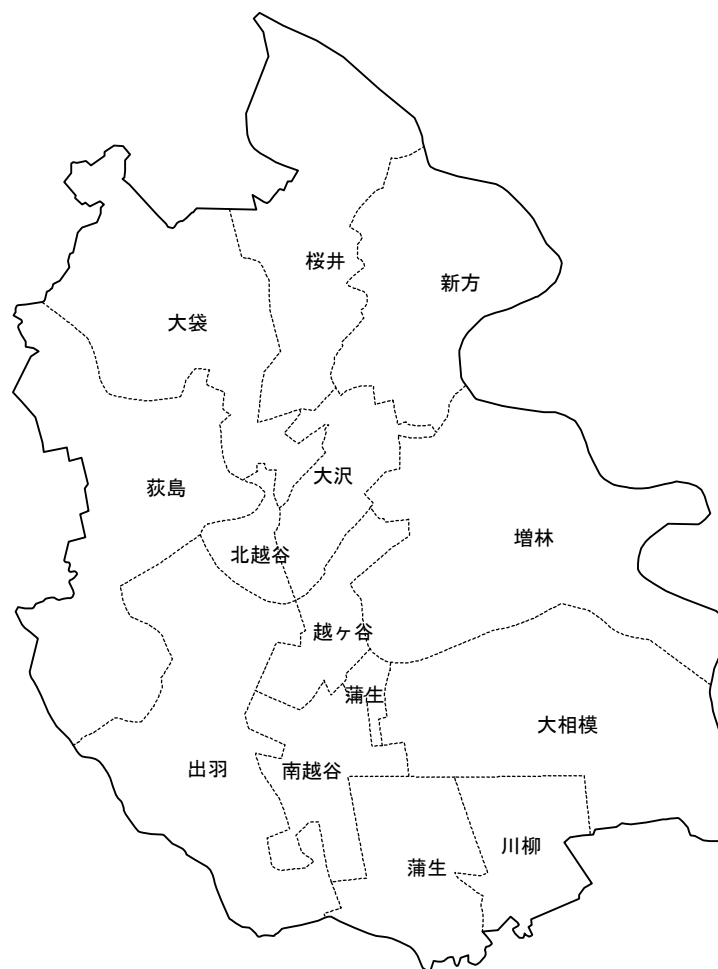 桜井
新方
大袋
大沢
荻島
増林
北越谷
越ヶ谷
蒲生
大相模
出羽
南越谷
川柳
蒲生